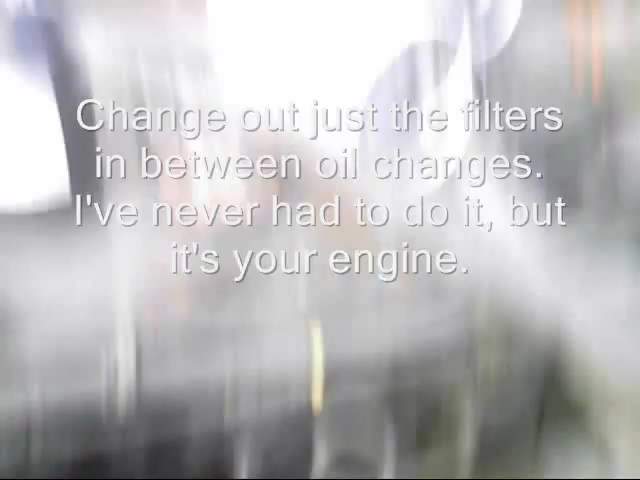 Change out just the filters
in between oil changes.
I've never had to do it, but
it's your engine.